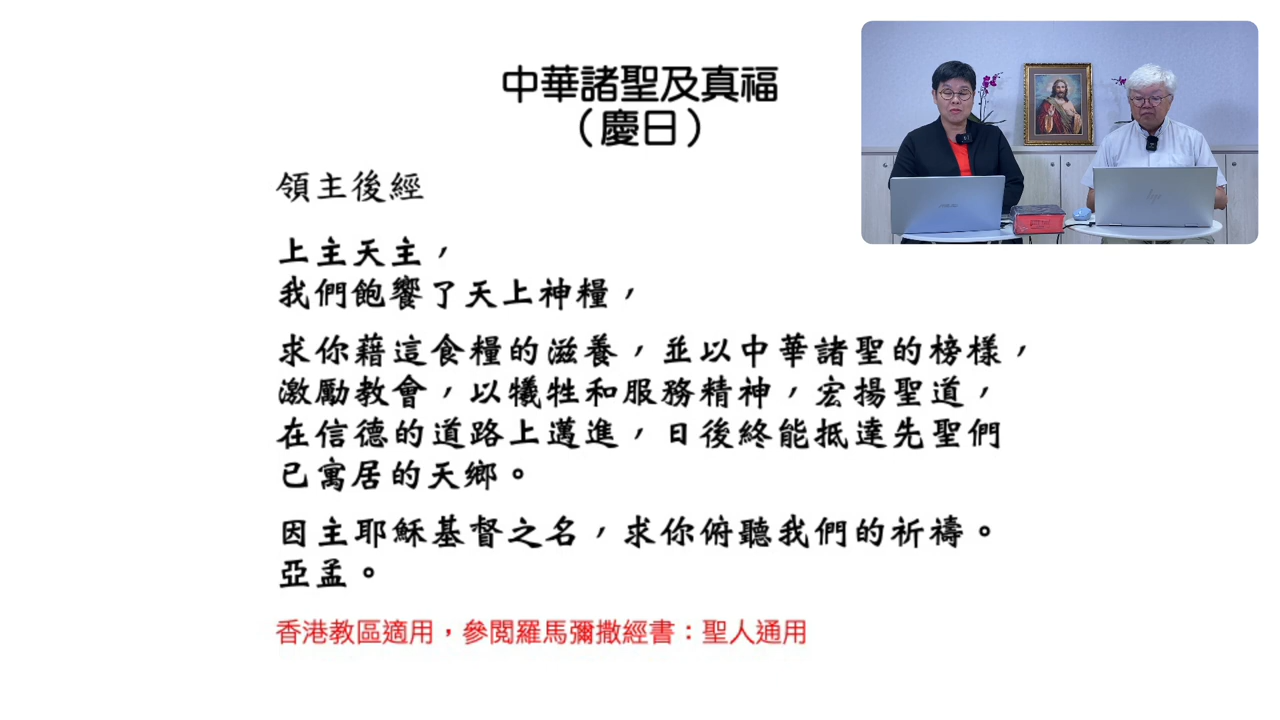 中華諸聖及真福
（慶日）
領主後經
上主天主，
我們飽饗了天上神糧，
求你藉這食糧的滋養，並以中華諸聖的榜樣，
激勵教會，以犧牲和服務精神，宏揚聖道，
在信德的道路上邁進，日後終能抵達先聖們
已寓居的天鄉。
因主耶穌基督之名，求你俯聽我們的祈禱。
亞孟。
香港教區適用，參閱羅馬彌撒經書：聖人通用